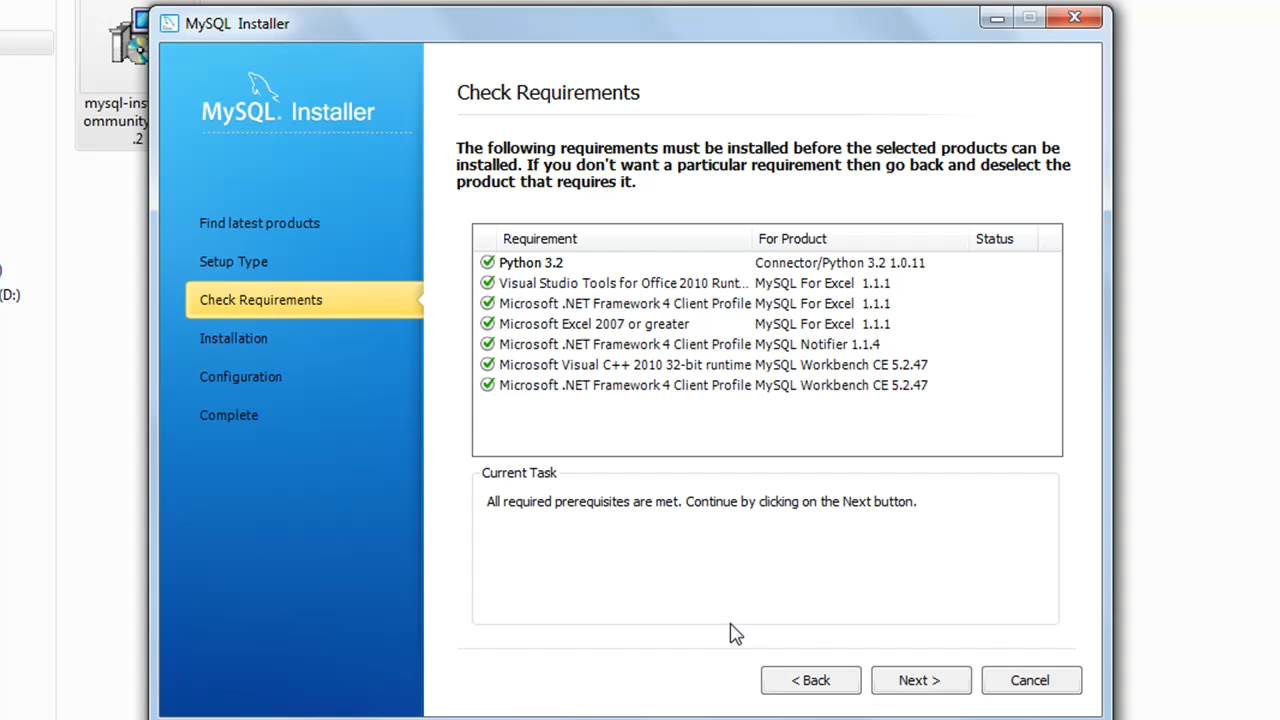 MySQL Installer
mysql-ins
ommunity
.2
(D:)
MySQL. Installer
Find latest products
Setup Type
Check Requirements
Installation
Configuration
Complete
Check Requirements
The following requirements must be installed before the selected products can be
installed. If you don't want a particular requirement then go back and deselect the
product that requires it.
Requirement For Product Status
Python 3.2 Connector/Python 3.2 1.0.11
Visual Studio Tools for Office 2010 Runt... MySQL For Excel 1.1.1
Microsoft .NET Framework 4 Client Profile MySQL For Excel 1.1.1
Microsoft Excel 2007 or greater MySQL For Excel 1.1.1
Microsoft .NET Framework 4 Client Profile MySQL Notifier 1.1.4
Microsoft Visual C++ 2010 32-bit runtime MySQL Workbench CE 5.2.47
Microsoft .NET Framework 4 Client Profile MySQL Workbench CE 5.2.47
Current Task
All required prerequisites are met. Continue by clicking on the Next button.
< Back Next > Cancel